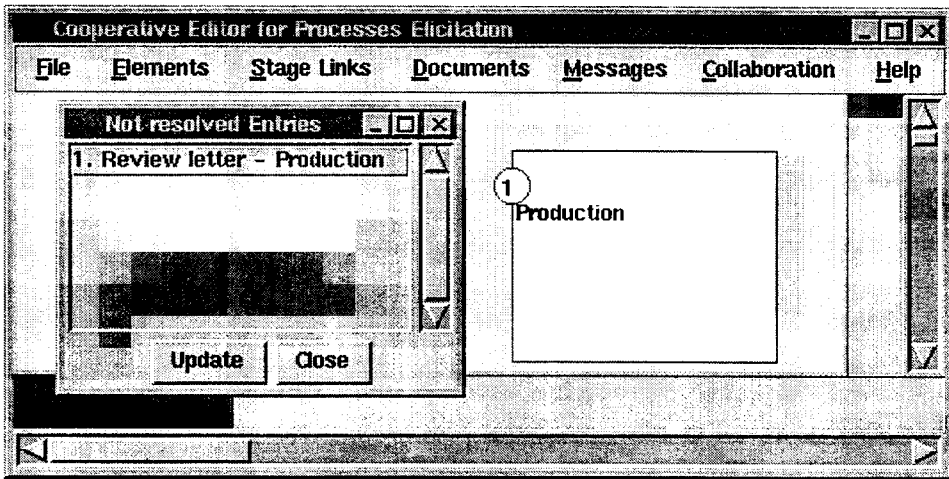 Cooperative Editor for Processes Elicitation
File Elements Stage Links Documents Messages Collaboration Help
Not-resolved Entries
1. Review letter - Production
1
Production
Update Close